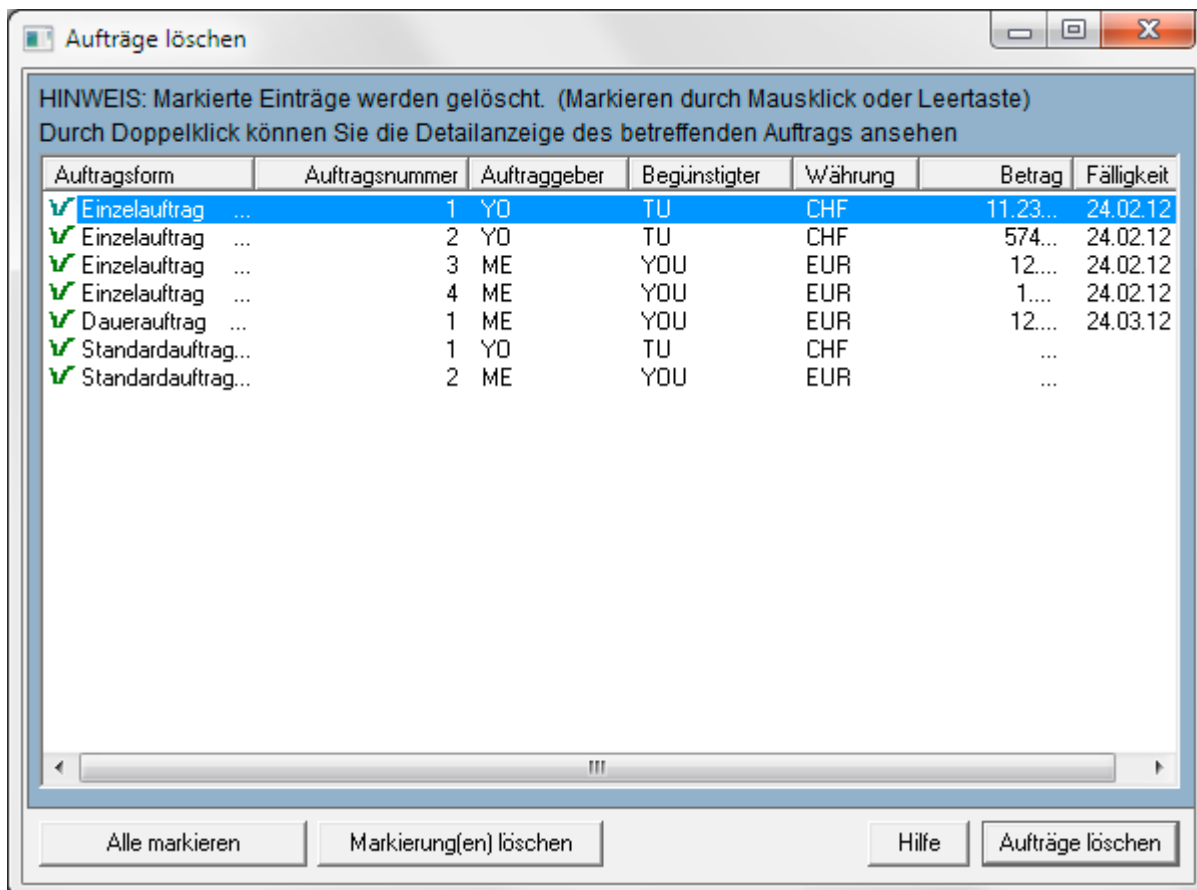 Aufträge löschen
HINWEIS: Markierte Einträge werden gelöscht. (Markieren durch Mausklick oder Leertaste)
Durch Doppelklick können Sie die Detailanzeige des betreffenden Auftrags ansehen
Auftragsform Auftragsnummer Auftraggeber Begünstigter Währung Betrag Fälligkeit
Einzelauftrag ... 1 YO TU CHF 11.23... 24.02.12
Einzelauftrag ... 2 YO TU CHF 574... 24.02.12
Einzelauftrag ... 3 ME YOU EUR 12.... 24.02.12
Einzelauftrag ... 4 ME YOU EUR 1.... 24.02.12
Dauerauftrag ... 1 ME YOU EUR 12.... 24.03.12
Standardauftrag... 1 YO TU CHF ...
Standardauftrag... 2 ME YOU EUR ...
Alle markieren Markierung(en) löschen Hilfe Aufträge löschen